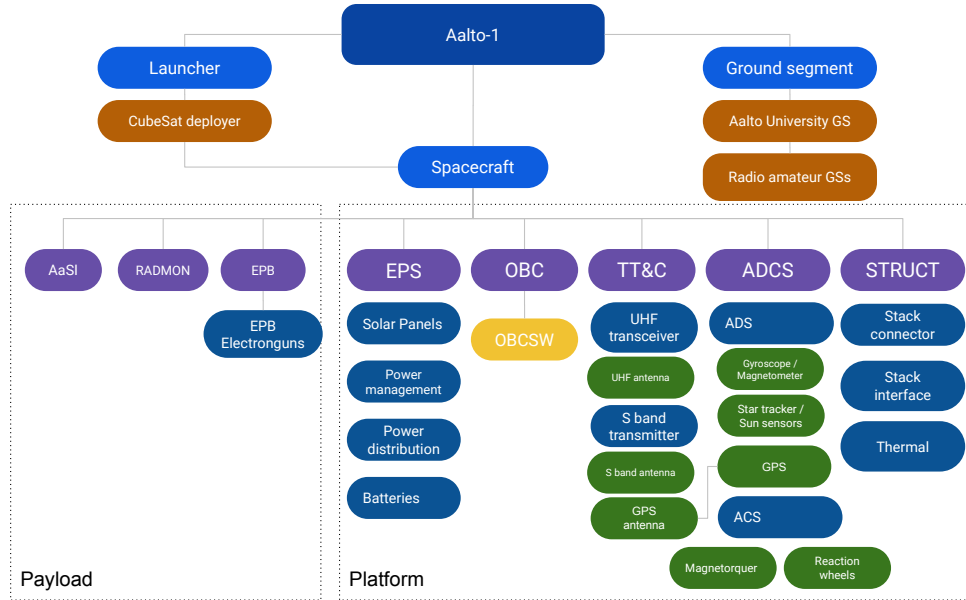 Aalto-1
Launcher
Ground segment
CubeSat deployer
Aalto University GS
Spacecraft
Radio amateur GSs
AaSI
RADMON
EPB
EPS
OBC
TT&C
ADCS
STRUCT
EPB
Electronguns
Solar Panels
Power
management
Power
distribution
Batteries
OBCSW
UHF
transceiver
UHF antenna
S band
transmitter
S band antenna
GPS
antenna
ADS
Gyroscope /
Magnetometer
Star tracker /
Sun sensors
GPS
ACS
Magnetorquer
Reaction
wheels
Stack
connector
Stack
interface
Thermal
Payload
Platform